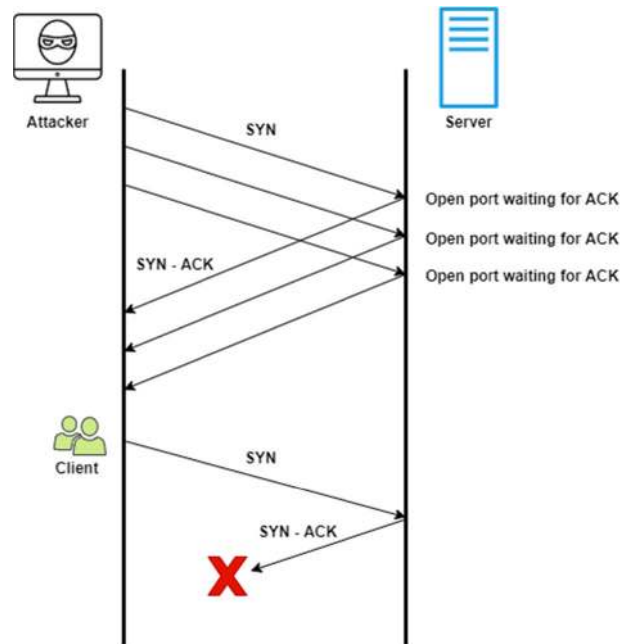 Attacker
Server
SYN
Open port waiting for ACK
Open port waiting for ACK
SYN - ACK
Open port waiting for ACK
Client
SYN
SYN - ACK
X